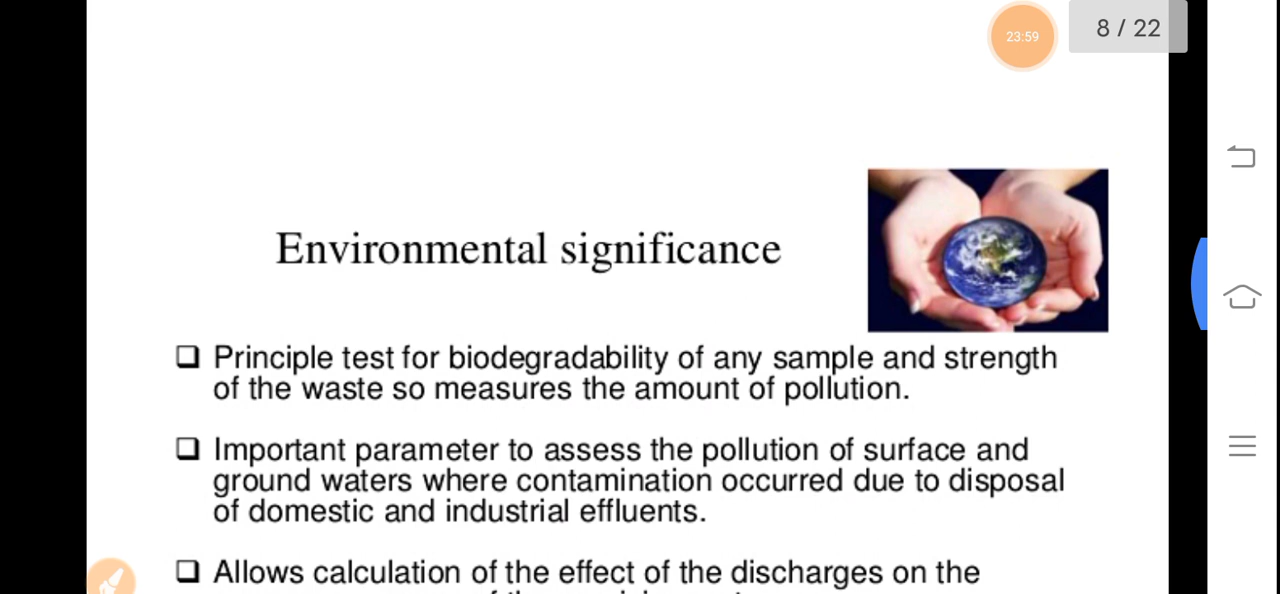 23:59
8 / 22
Environmental significance
❑ Principle test for biodegradability of any sample and strength
of the waste so measures the amount of pollution.
❑ Important parameter to assess the pollution of surface and
ground waters where contamination occurred due to disposal
of domestic and industrial effluents.
❑ Allows calculation of the effect of the discharges on the